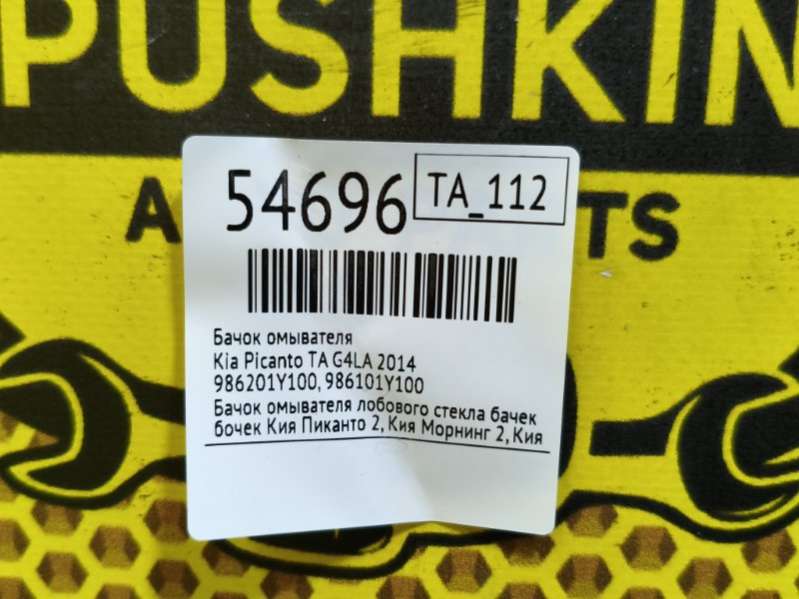 PUSHKIN
A TS
54696
TA_112
Бачок омывателя
Kia Picanto TA G4LA 2014
986201Y100, 986101Y100
Бачок омывателя лобового стекла бачек
бочек Кия Пиканто 2, Кия Морнинг 2, Кия